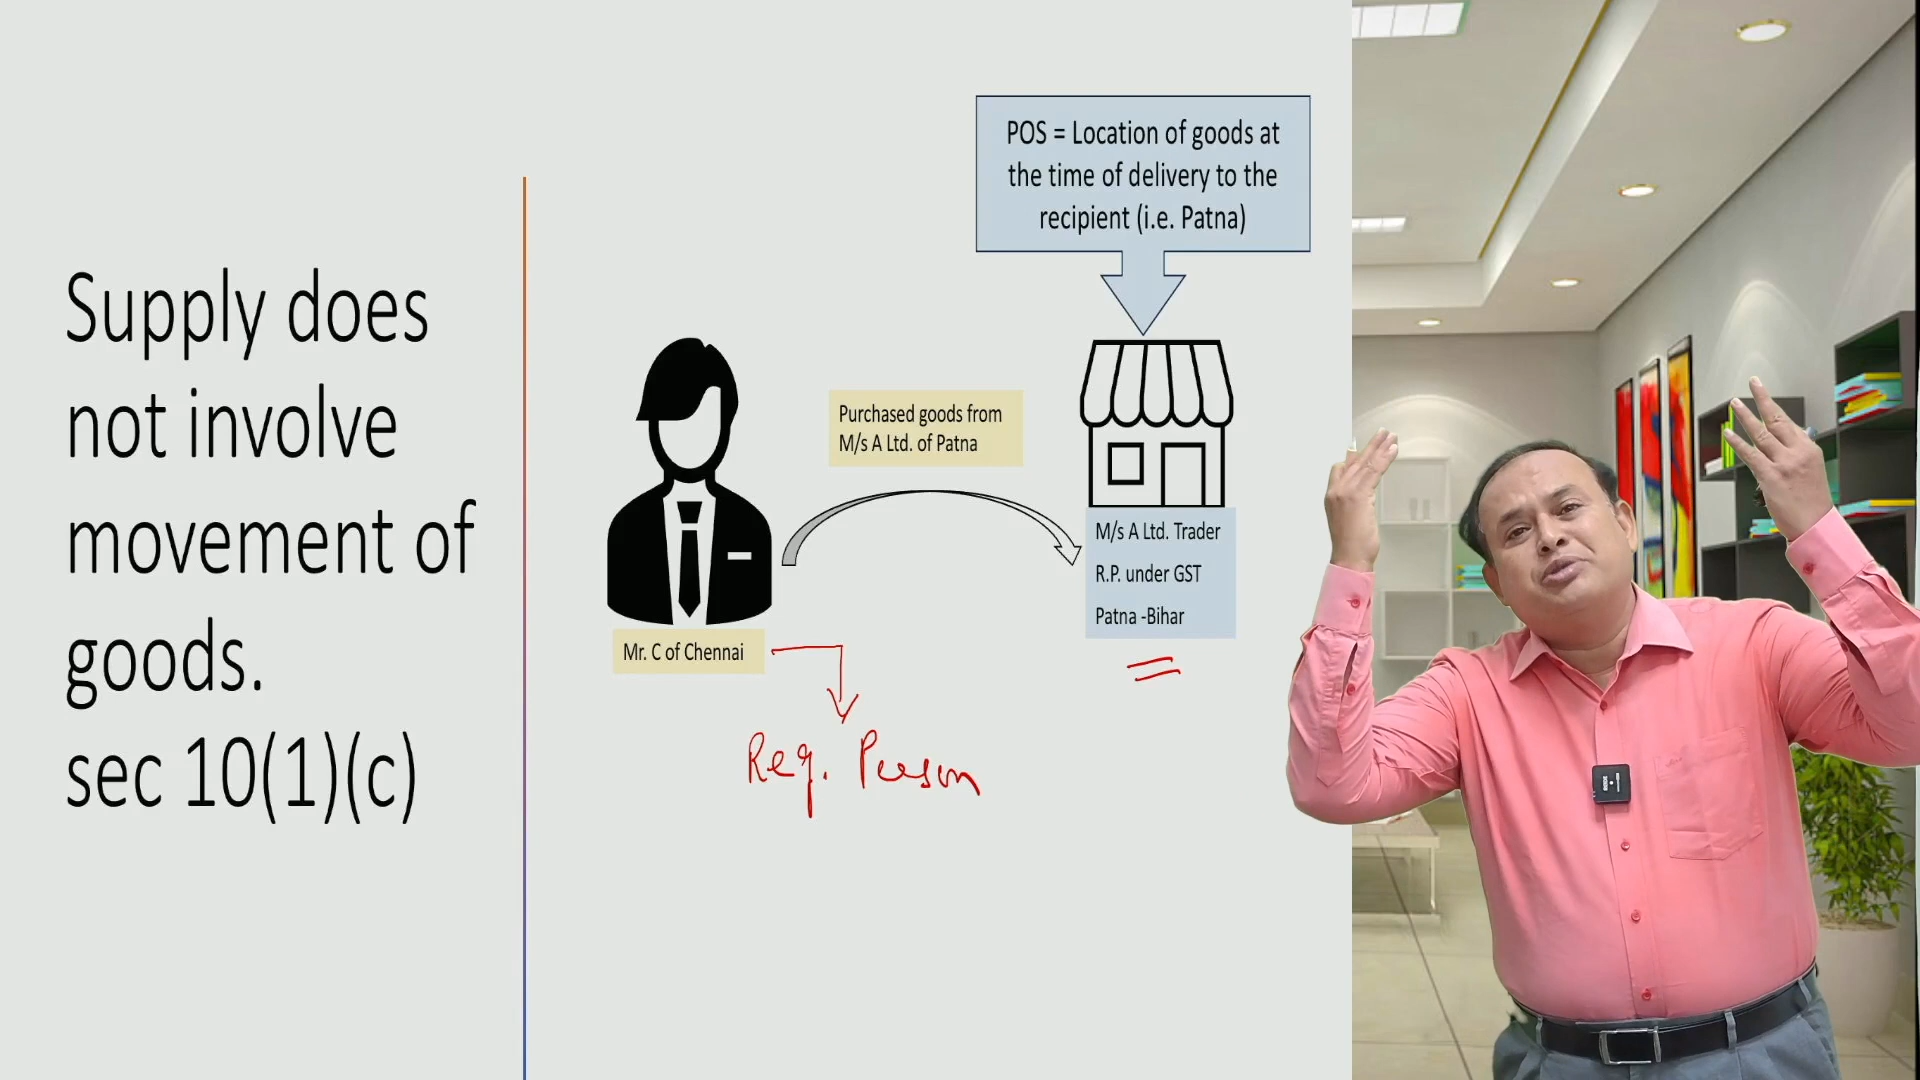 Supply does
not involve
movement of
goods.
sec 10(1)(c)
POS = Location of goods at
the time of delivery to the
recipient (i.e. Patna)
Purchased goods from
M/s A Ltd. of Patna
M/s A Ltd. Trader
R.P. under GST
Patna -Bihar
Mr. C of Chennai
Reg. Person